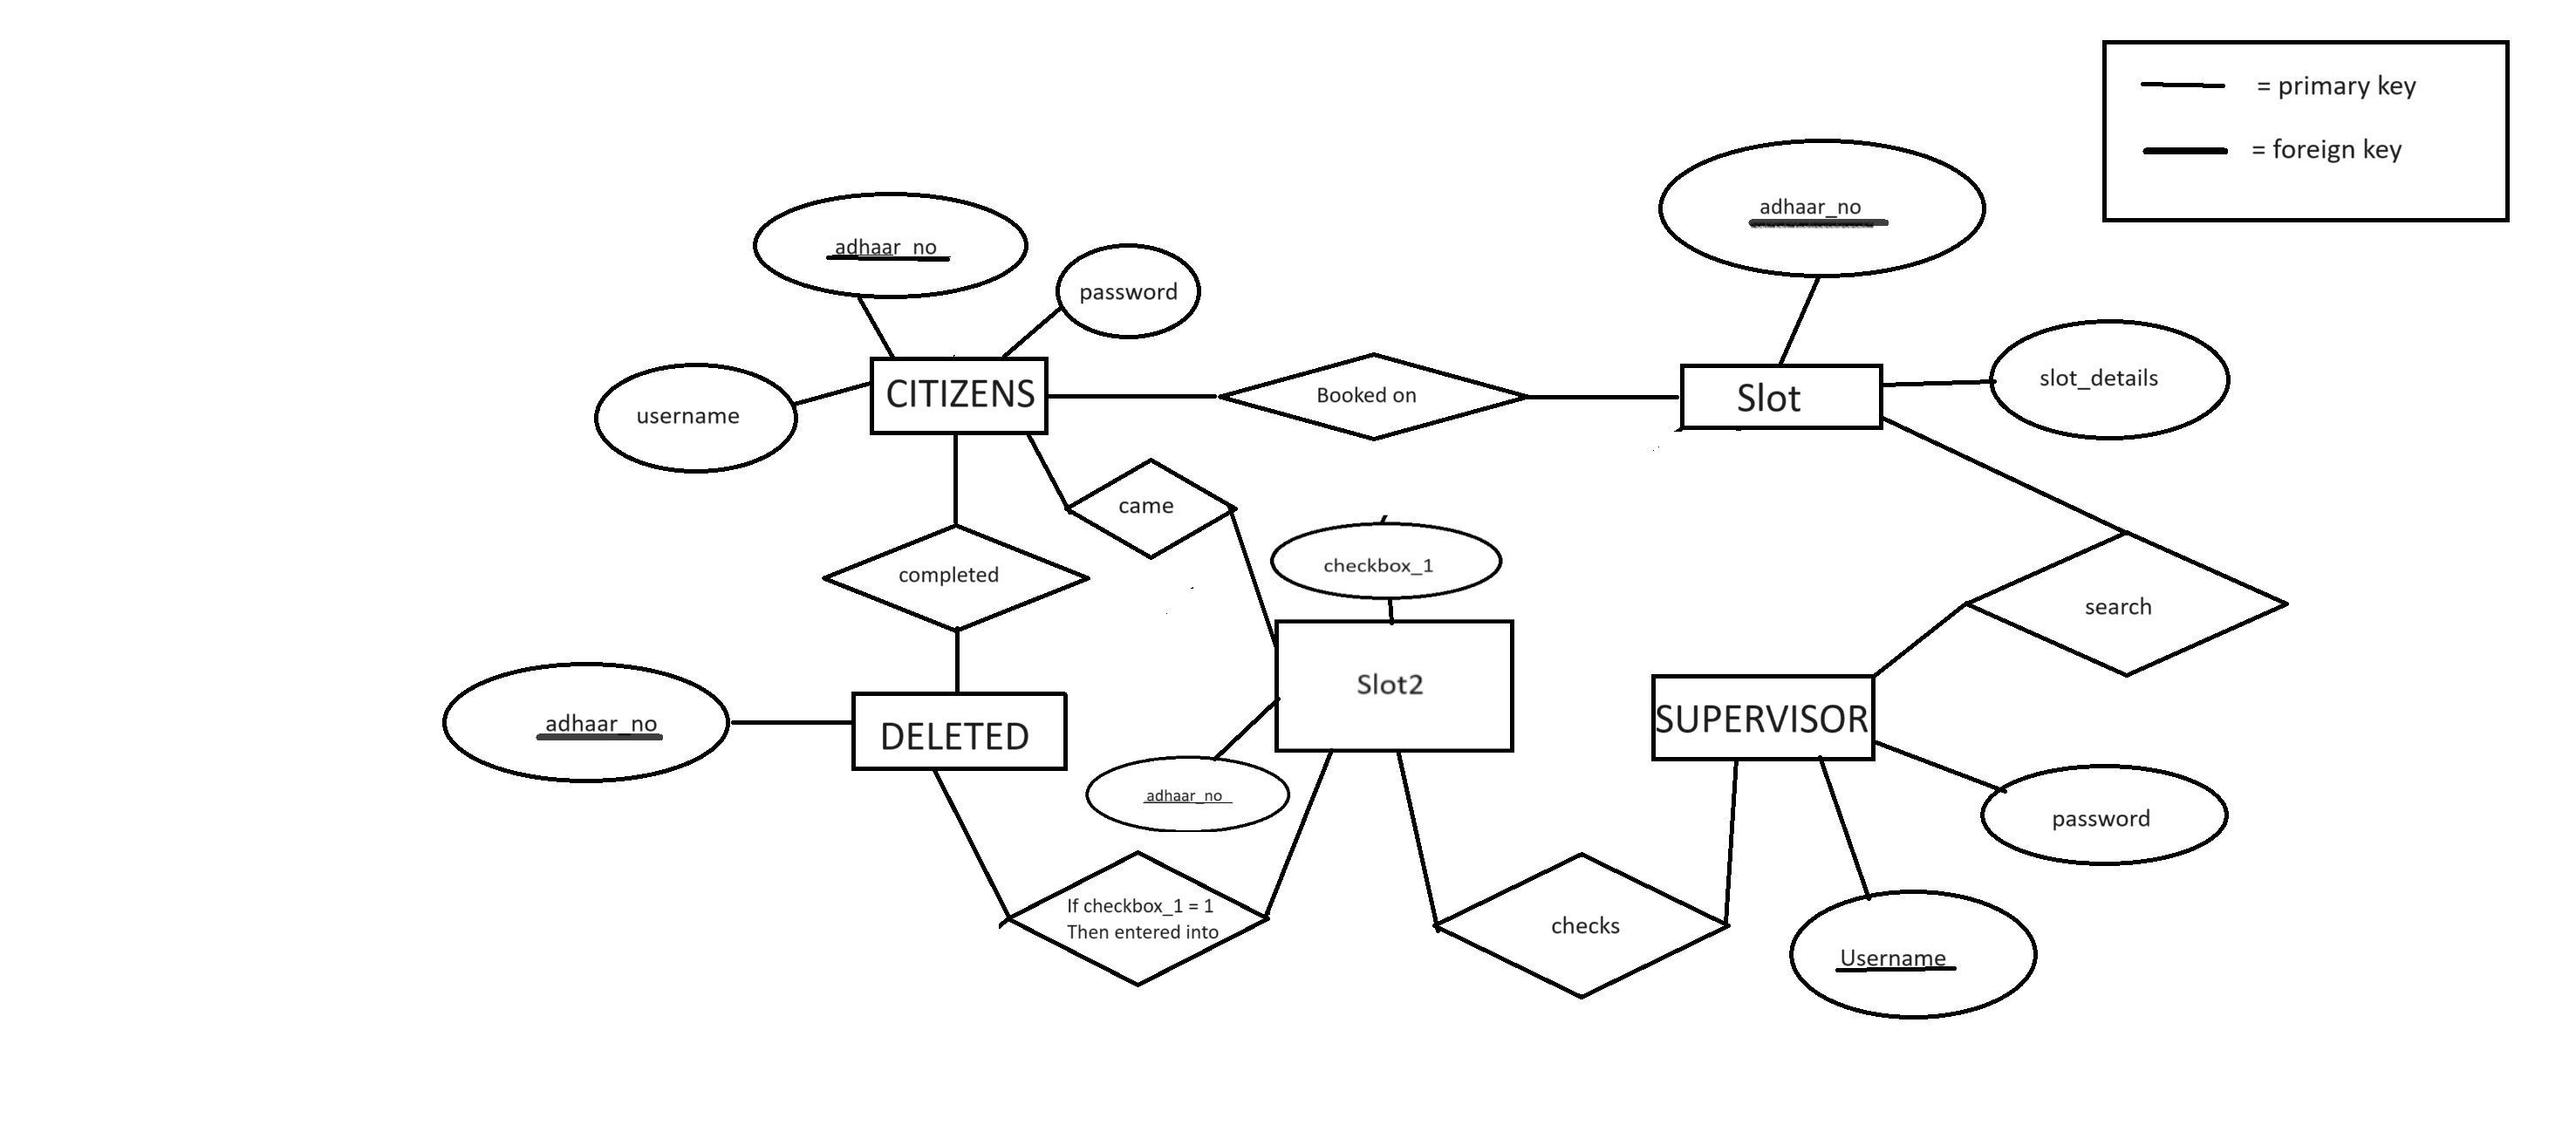 = primary key
= foreign key
adhaar_no
adhaar_no
password
slot_details
username
CITIZENS
Booked on
Slot
came
completed
checkbox_1
search
Slot2
adhaar_no
DELETED
SUPERVISOR
adhaar_no
password
If checkbox_1 = 1
Then entered into
checks
Username